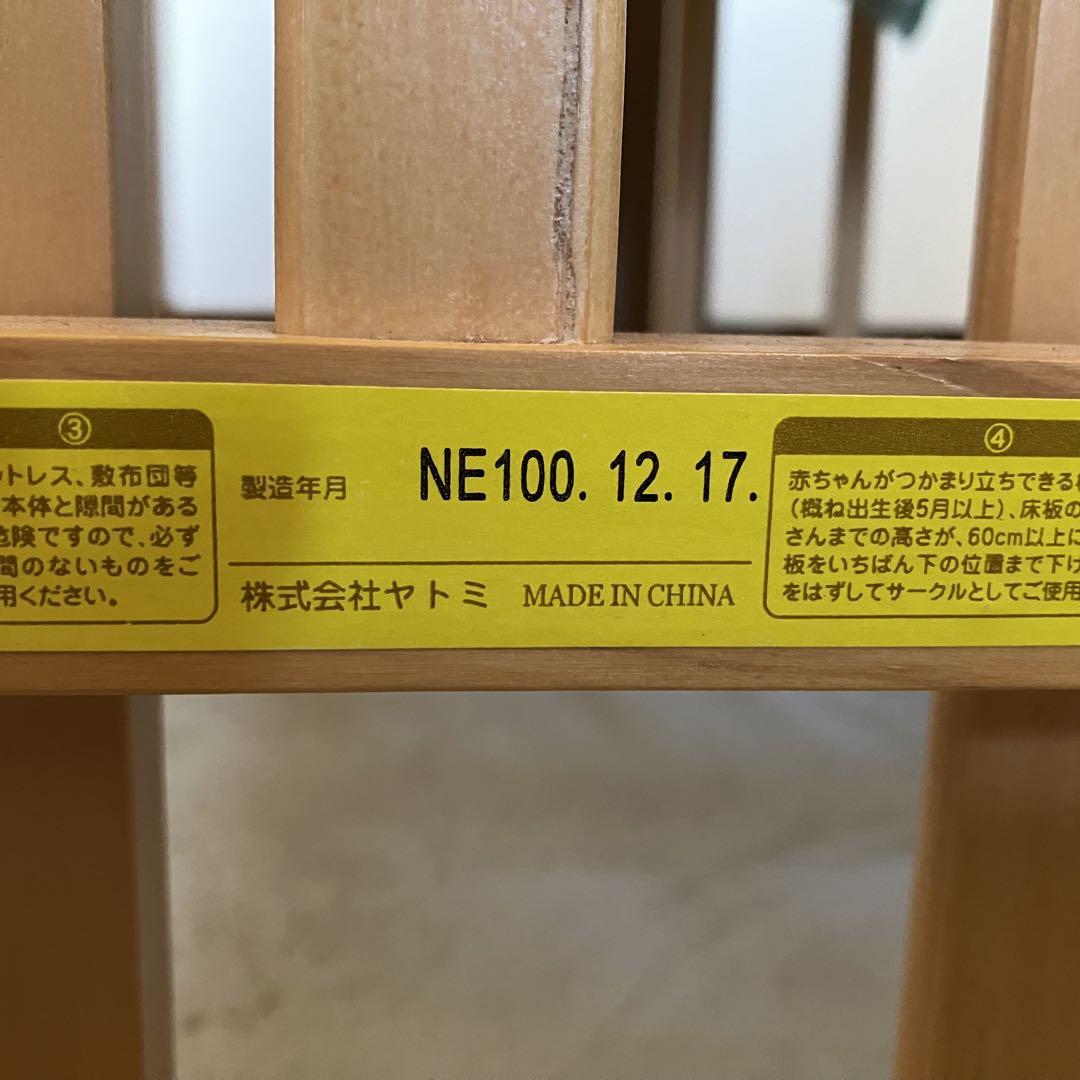 ③
ットレス、敷布団等
本体と隙間がある
危険ですので、必ず
間のないものをご
用ください。
製造年月 NE100. 12. 17.
株式会社ヤトミ MADE IN CHINA
④
赤ちゃんがつかまり立ちできる
(概ね出生後5月以上)、床板の
さんまでの高さが、60cm以上に
板をいちばん下の位置まで下げ
をはずしてサークルとしてご使用